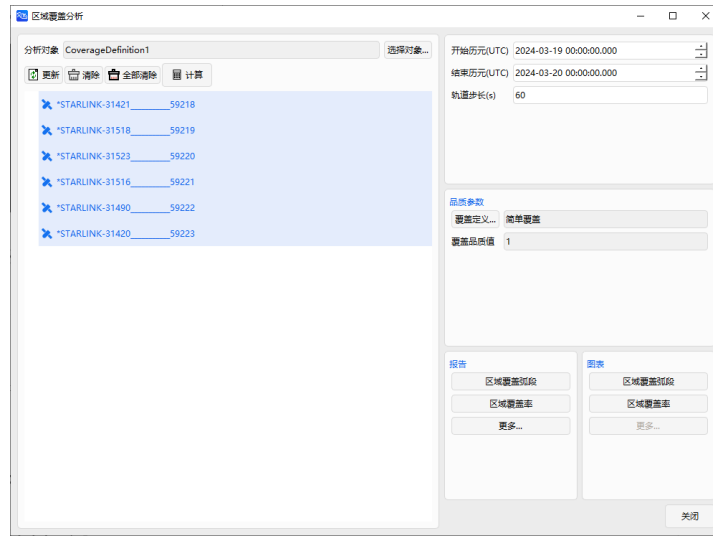 区域覆盖分析
分析对象 CoverageDefinition1 选择对象...
更新 清除 全部清除 计算
*STARLINK-31421________59218
*STARLINK-31518________59219
*STARLINK-31523________59220
*STARLINK-31516________59221
*STARLINK-31490________59222
*STARLINK-31420________59223
开始历元(UTC) 2024-03-19 00:00:00.000
结束历元(UTC) 2024-03-20 00:00:00.000
轨道步长(s) 60
品质参数
覆盖定义... 简单覆盖
覆盖品质值 1
报告
区域覆盖弧段
区域覆盖率
更多...
图表
区域覆盖弧段
区域覆盖率
更多...
关闭